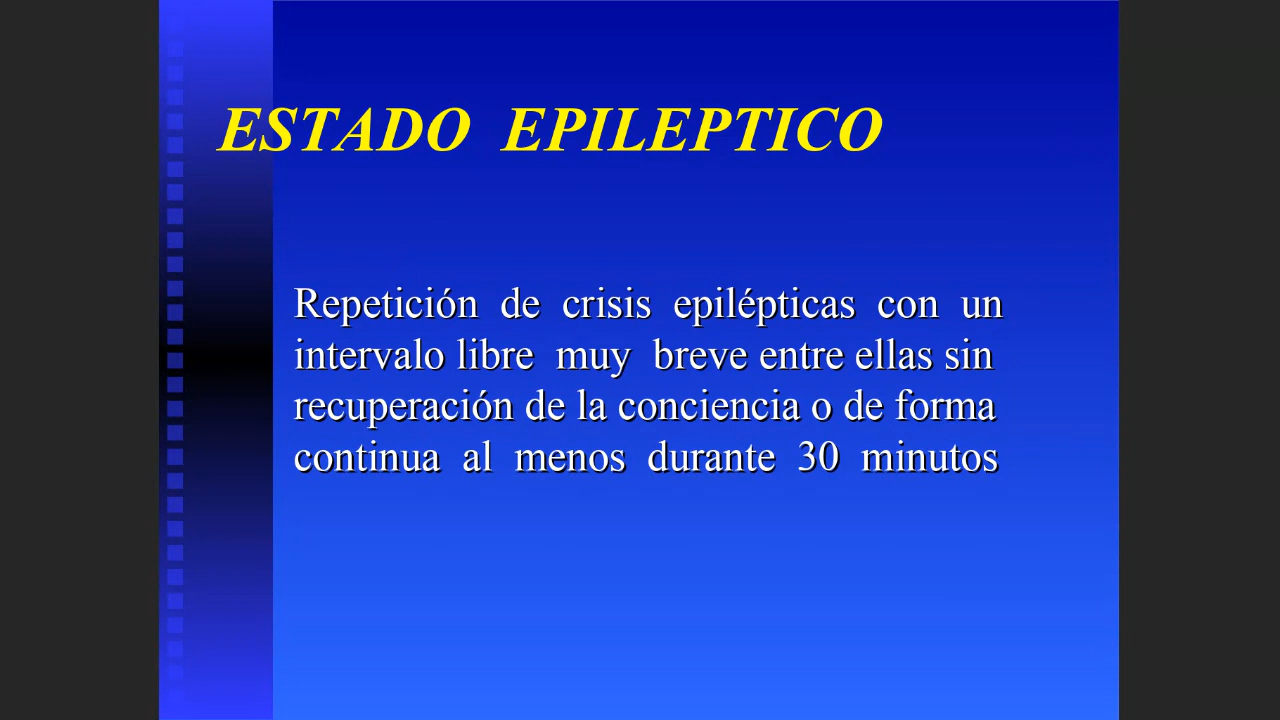 ESTADO EPILEPTICO
Repetición de crisis epilépticas con un
intervalo libre muy breve entre ellas sin
recuperación de la conciencia o de forma
continua al menos durante 30 minutos